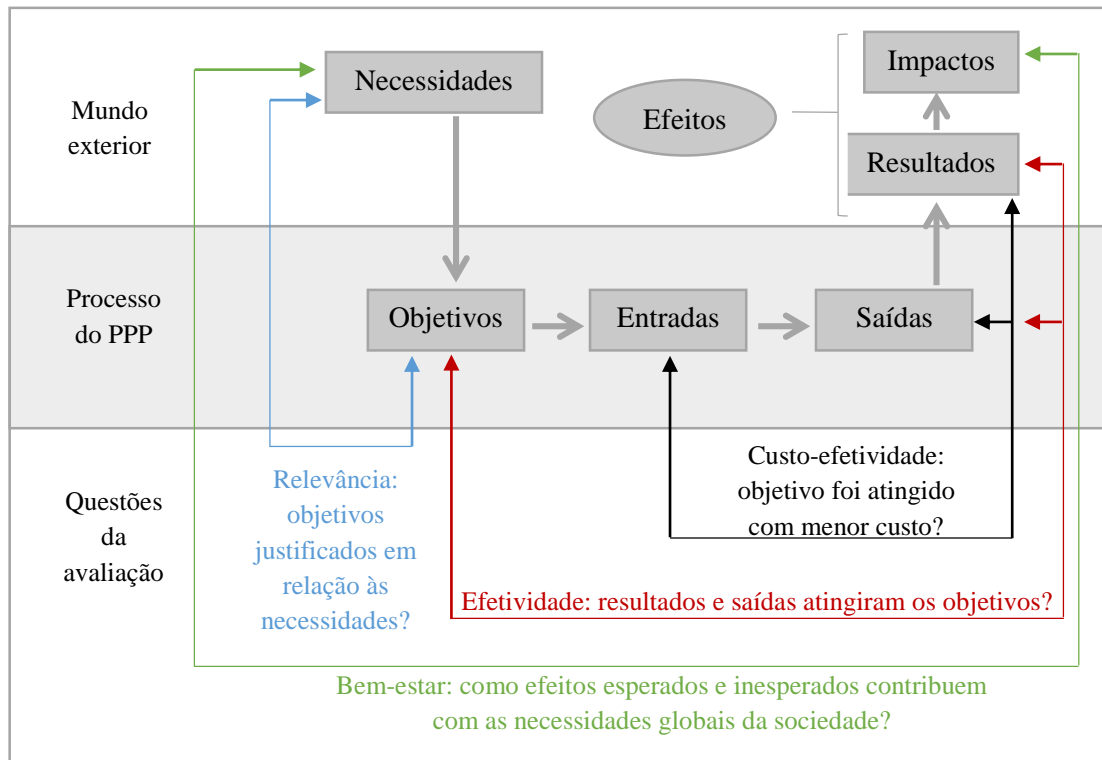 Mundo
exterior
Necessidades
Efeitos
Impactos
Resultados
Processo
do PPP
Objetivos
Entradas
Saídas
Questões
da
avaliação
Relevância:
objetivos
justificados em
relação às
necessidades?
Custo-efetividade:
objetivo foi atingido
com menor custo?
Efetividade: resultados e saídas atingiram os objetivos?
Bem-estar: como efeitos esperados e inesperados contribuem
com as necessidades globais da sociedade?